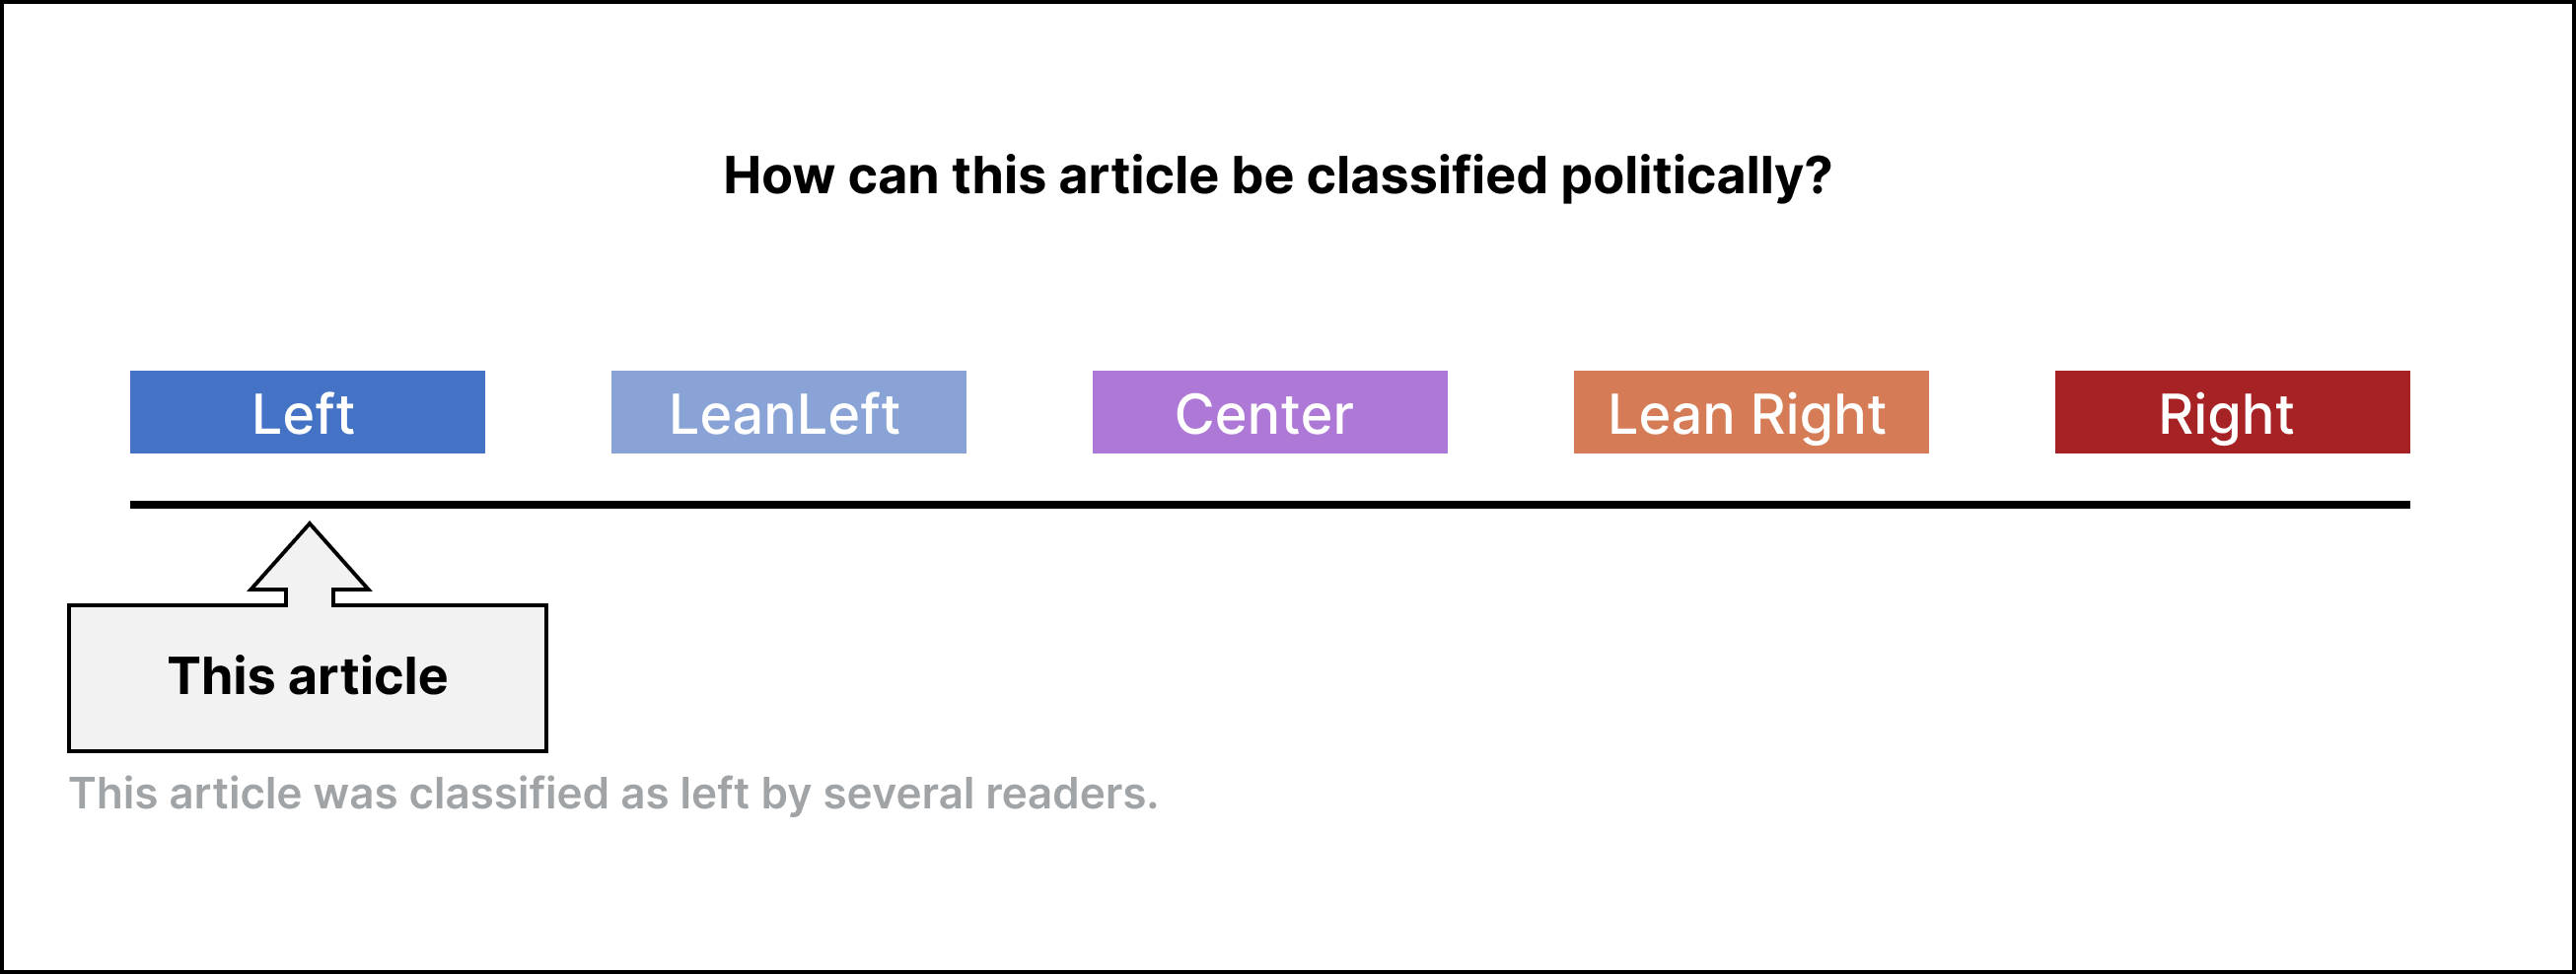 How can this article be classified politically?
Left
LeanLeft
Center
Lean Right
Right
This article
This article was classified as left by several readers.